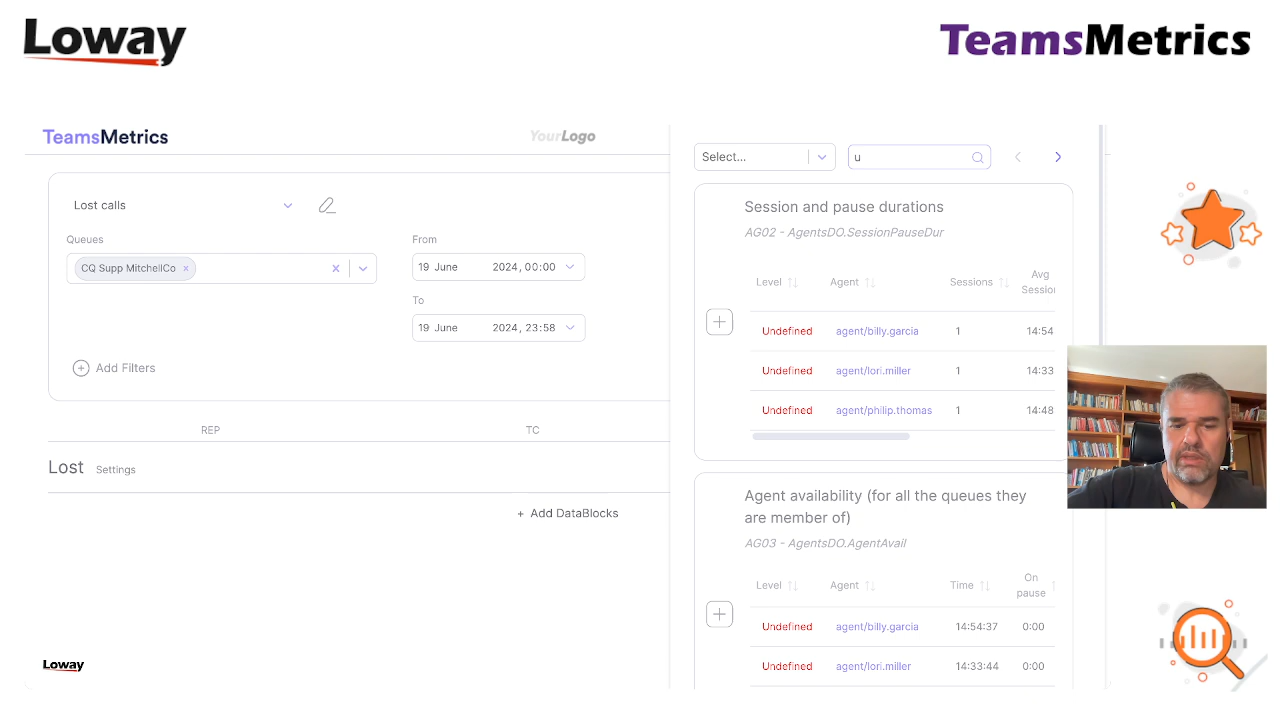 Loway
TeamsMetrics
TeamsMetrics
YourLogo
Lost calls
Queues
CQ Supp MitchellCo ×
From
19 June 2024, 00:00
To
19 June 2024, 23:58
Add Filters
REP TC
Lost Settings
+ Add DataBlocks
Loway
Select...
u
Session and pause durations
AG02 - AgentsDO.SessionPauseDur
Level Agent Sessions Avg
Session
Undefined agent/billy.garcia 1 14:54
Undefined agent/lori.miller 1 14:33
Undefined agent/philip.thomas 1 14:48
Agent availability (for all the queues they
are member of)
AG03 - AgentsDO.AgentAvail
Level Agent Time On
pause
Undefined agent/billy.garcia 14:54:37 0:00
Undefined agent/lori.miller 14:33:44 0:00